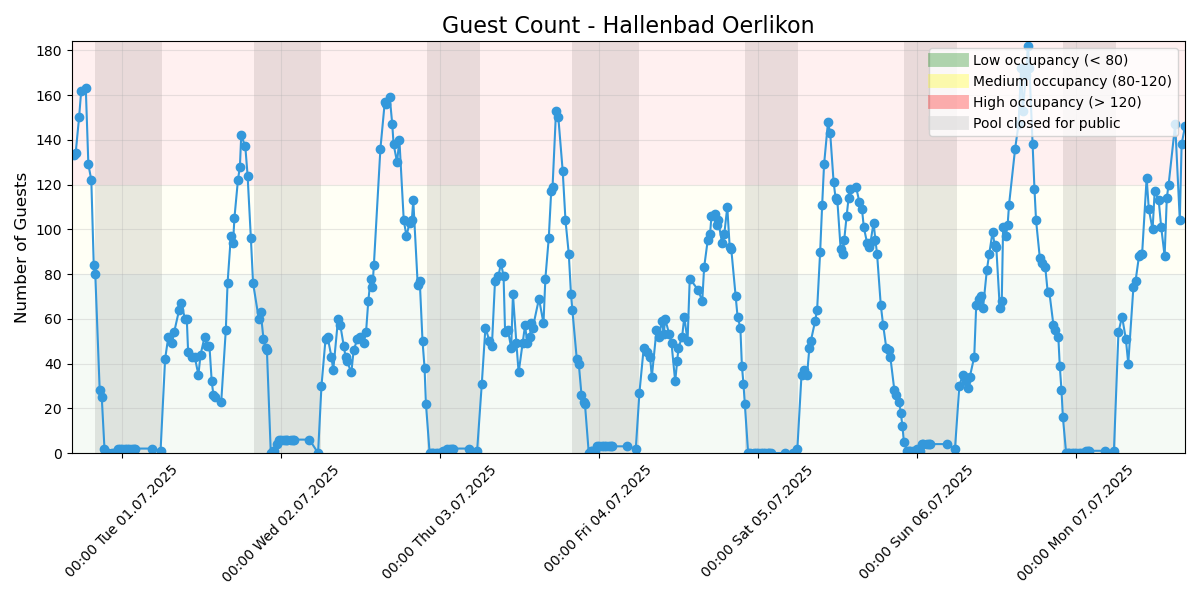 Guest Count - Hallenbad Oerlikon
Number of Guests
180
160
140
120
100
80
60
40
20
0
Low occupancy (< 80)
Medium occupancy (80-120)
High occupancy (> 120)
Pool closed for public
00:00 Tue 01.07.2025
00:00 Wed 02.07.2025
00:00 Thu 03.07.2025
00:00 Fri 04.07.2025
00:00 Sat 05.07.2025
00:00 Sun 06.07.2025
00:00 Mon 07.07.2025